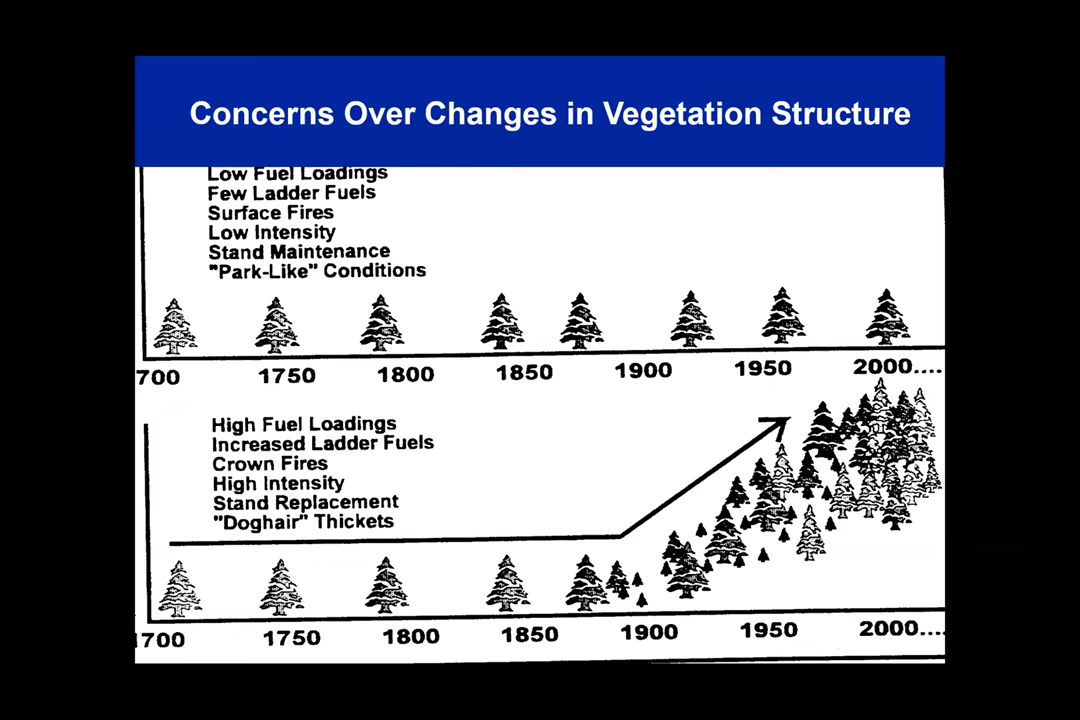 Concerns Over Changes in Vegetation Structure
Low Fuel Loadings
Few Ladder Fuels
Surface Fires
Low Intensity
Stand Maintenance
"Park-Like" Conditions
700 1750 1800 1850 1900 1950 2000....
High Fuel Loadings
Increased Ladder Fuels
Crown Fires
High Intensity
Stand Replacement
"Doghair" Thickets
1700 1750 1800 1850 1900 1950 2000....